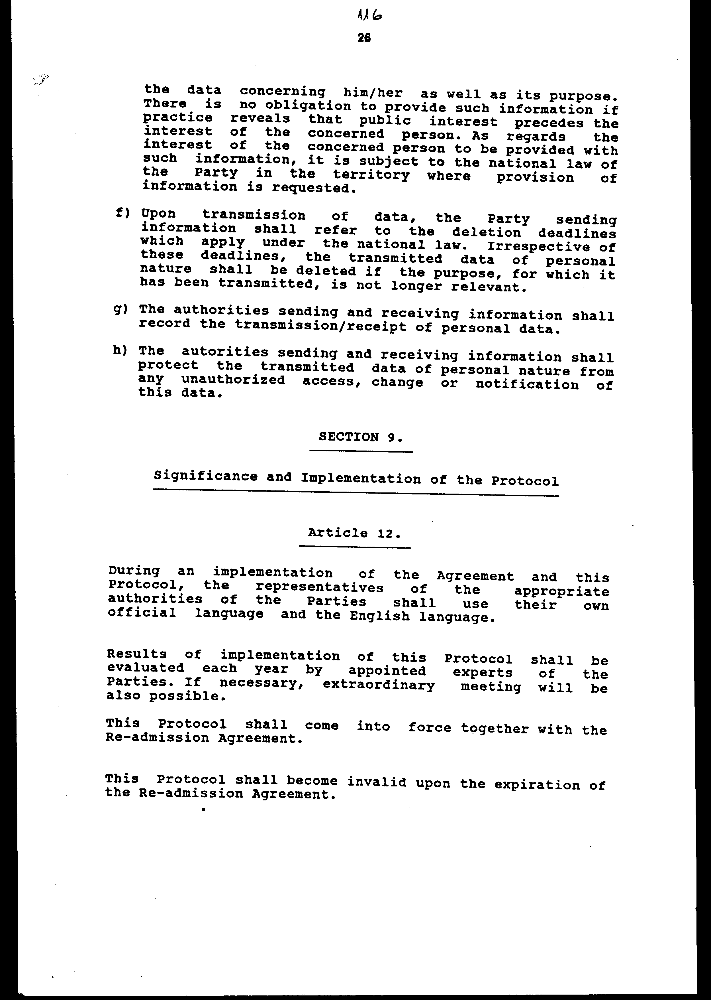 116
26
the data concerning him/her as well as its purpose.
There is no obligation to provide such information if
practice reveals that public interest precedes the
interest of the concerned person. As regards the
interest of the concerned person to be provided with
such information, it is subject to the national law of
the Party in the territory where provision of
information is requested.
f) Upon transmission of data, the Party sending
information shall refer to the deletion deadlines
which apply under the national law. Irrespective of
these deadlines, the transmitted data of personal
nature shall be deleted if the purpose, for which it
has been transmitted, is not longer relevant.
g) The authorities sending and receiving information shall
record the transmission/receipt of personal data.
h) The autorities sending and receiving information shall
protect the transmitted data of personal nature from
any unauthorized access, change or notification of
this data.
SECTION 9.
Significance and Implementation of the Protocol
Article 12.
During an implementation of the Agreement and this
Protocol, the representatives of the appropriate
authorities of the Parties shall use their own
official language and the English language.
Results of implementation of this Protocol shall be
evaluated each year by appointed experts of the
Parties. If necessary, extraordinary meeting will be
also possible.
This Protocol shall come into force together with the
Re-admission Agreement.
This Protocol shall become invalid upon the expiration of
the Re-admission Agreement.